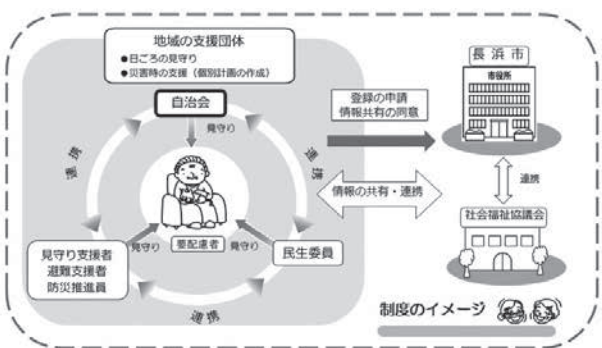 地域の支援団体
●日ごろの見守り
●災害時の支援（個別計画の作成）
自治会
見守り
連携
連携
要配慮者
見守り
見守り
見守り支援者
避難支援者
防災推進員
民生委員
連携
登録の申請
情報共有の同意
情報の共有・連携
長浜市
市役所
連携
社会福祉協議会
制度のイメージ